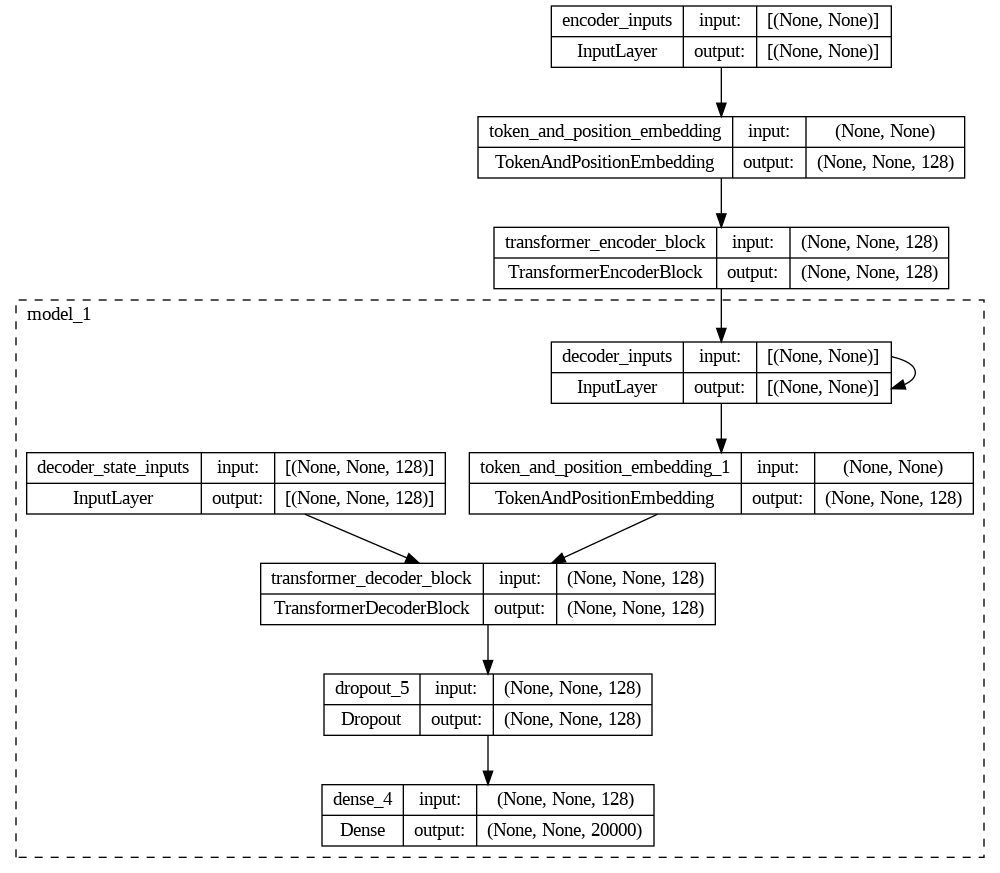 encoder_inputs input: [(None, None)]
InputLayer output: [(None, None)]
token_and_position_embedding input: (None, None)
TokenAndPositionEmbedding output: (None, None, 128)
transformer_encoder_block input: (None, None, 128)
TransformerEncoderBlock output: (None, None, 128)
model_1
decoder_inputs input: [(None, None)]
InputLayer output: [(None, None)]
decoder_state_inputs input: [(None, None, 128)]
InputLayer output: [(None, None, 128)]
token_and_position_embedding_1 input: (None, None)
TokenAndPositionEmbedding output: (None, None, 128)
transformer_decoder_block input: (None, None, 128)
TransformerDecoderBlock output: (None, None, 128)
dropout_5 input: (None, None, 128)
Dropout output: (None, None, 128)
dense_4 input: (None, None, 128)
Dense output: (None, None, 20000)